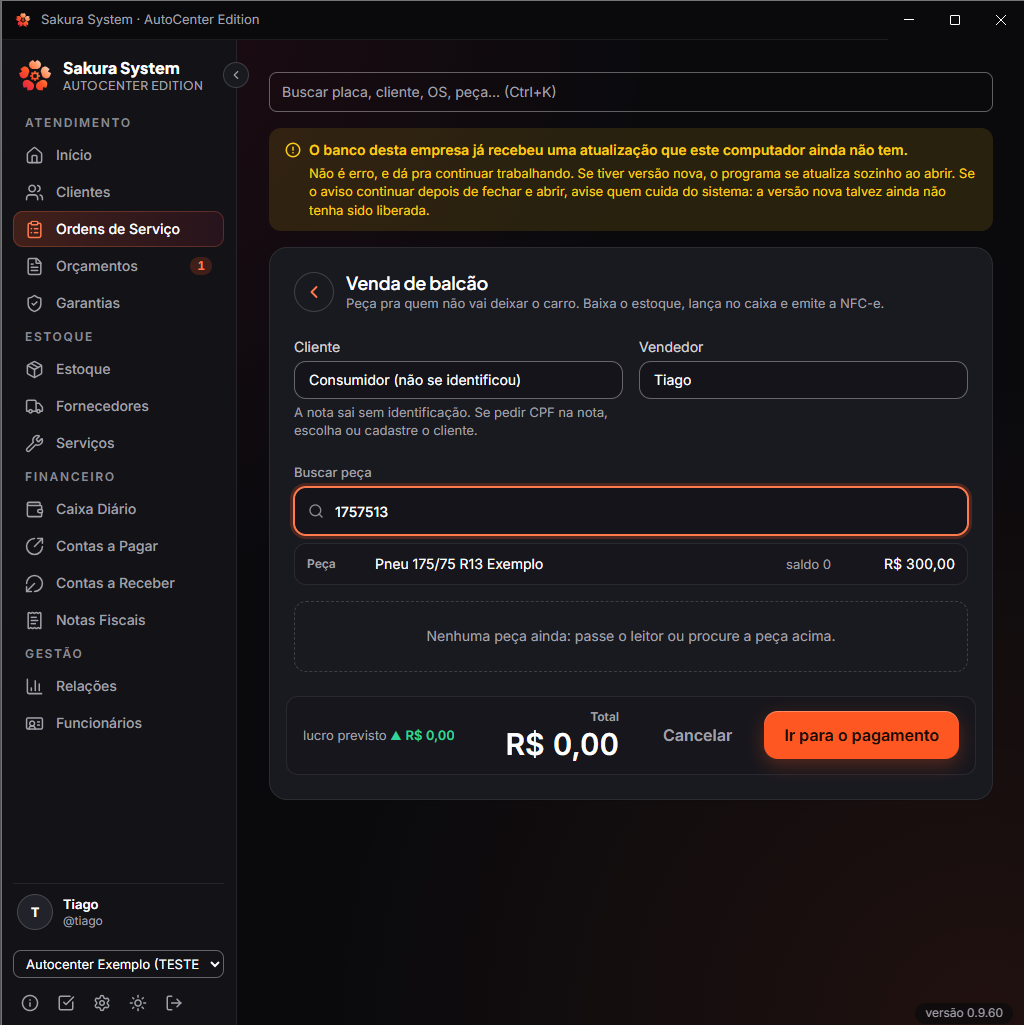 Sakura System · AutoCenter Edition
Sakura System
AUTOCENTER EDITION
ATENDIMENTO
Início
Clientes
Ordens de Serviço
Orçamentos
1
Garantias
ESTOQUE
Estoque
Fornecedores
Serviços
FINANCEIRO
Caixa Diário
Contas a Pagar
Contas a Receber
Notas Fiscais
GESTÃO
Relações
Funcionários
T
Tiago
@tiago
Autocenter Exemplo (TESTE
Buscar placa, cliente, OS, peça... (Ctrl+K)
O banco desta empresa já recebeu uma atualização que este computador ainda não tem.
Não é erro, e dá pra continuar trabalhando. Se tiver versão nova, o programa se atualiza sozinho ao abrir. Se
o aviso continuar depois de fechar e abrir, avise quem cuida do sistema: a versão nova talvez ainda não
tenha sido liberada.
Venda de balcão
Peça pra quem não vai deixar o carro. Baixa o estoque, lança no caixa e emite a NFC-e.
Cliente
Vendedor
Consumidor (não se identificou)
Tiago
A nota sai sem identificação. Se pedir CPF na nota,
escolha ou cadastre o cliente.
Buscar peça
1757513
Peça Pneu 175/75 R13 Exemplo saldo 0 R$ 300,00
Nenhuma peça ainda: passe o leitor ou procure a peça acima.
lucro previsto ▲ R$ 0,00
Total
R$ 0,00
Cancelar
Ir para o pagamento
versão 0.9.60